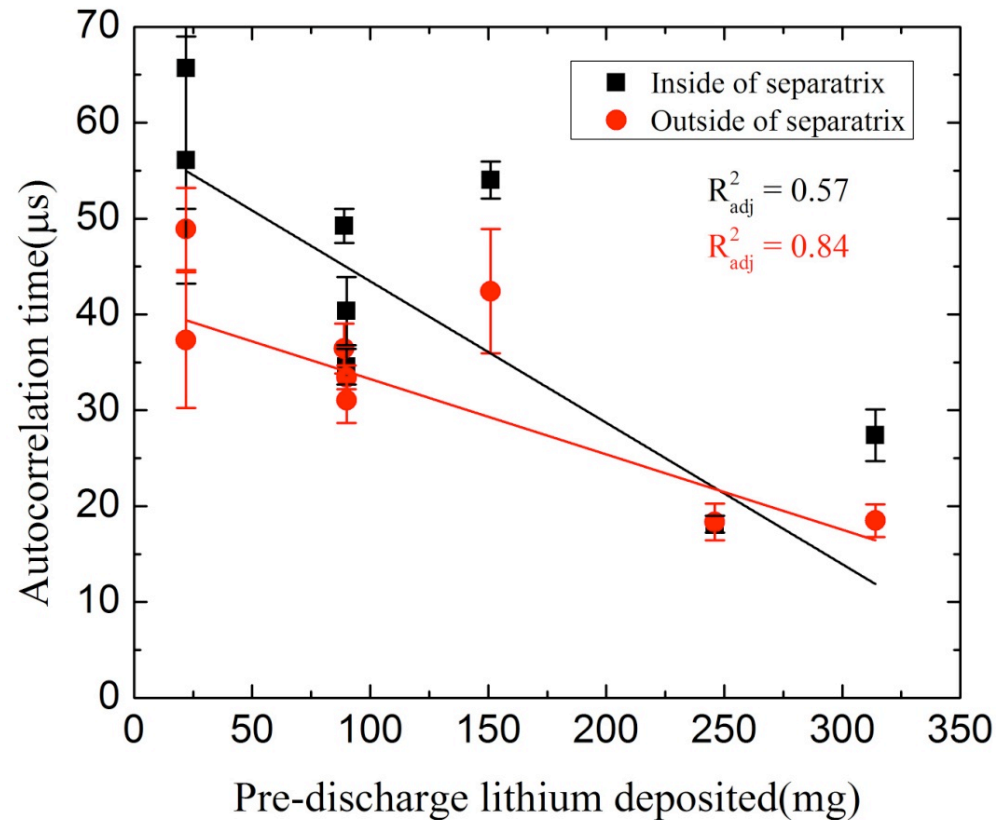 70
60
50
40
30
20
10
0
Autocorrelation time(μs)
Inside of separatrix
Outside of separatrix
R²adj = 0.57
R²adj = 0.84
0 50 100 150 200 250 300 350
Pre-discharge lithium deposited(mg)